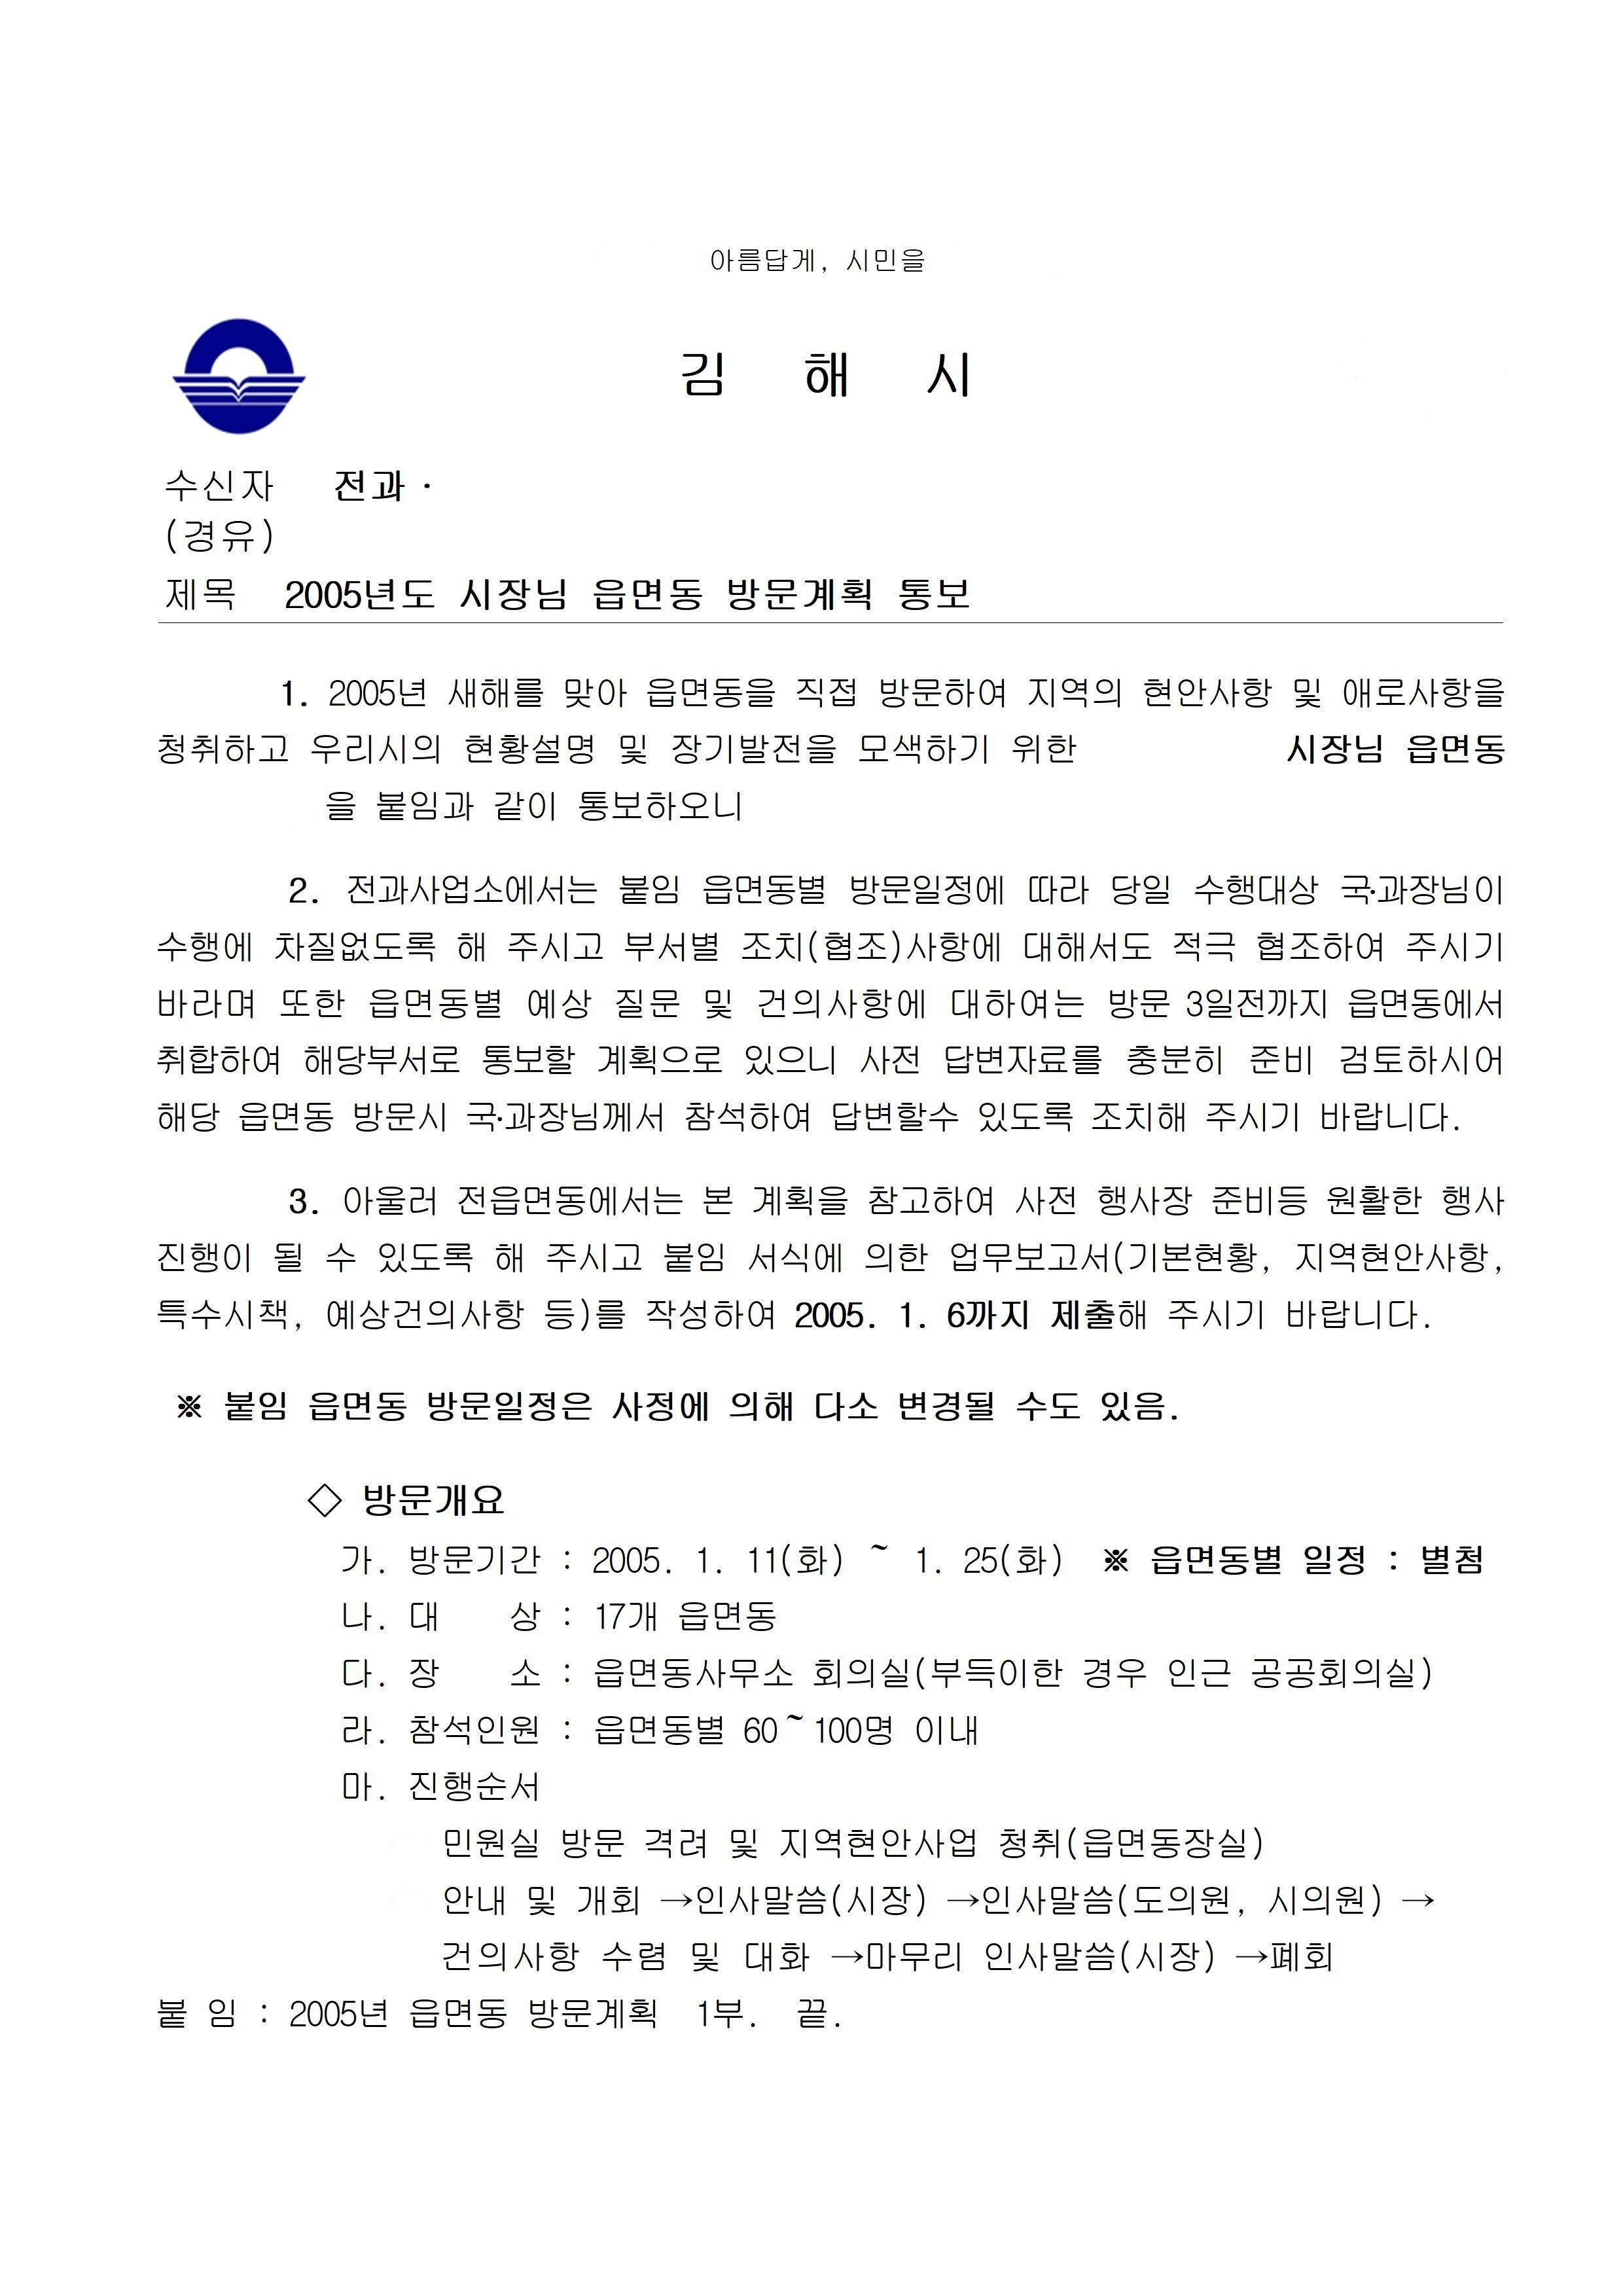 아름답게, 시민을
김 해 시
수신자 전과·
(경유)
제목 2005년도 시장님 읍면동 방문계획 통보
1. 2005년 새해를 맞아 읍면동을 직접 방문하여 지역의 현안사항 및 애로사항을
청취하고 우리시의 현황설명 및 장기발전을 모색하기 위한 시장님 읍면동
을 붙임과 같이 통보하오니
2. 전과사업소에서는 붙임 읍면동별 방문일정에 따라 당일 수행대상 국·과장님이
수행에 차질없도록 해 주시고 부서별 조치(협조)사항에 대해서도 적극 협조하여 주시기
바라며 또한 읍면동별 예상 질문 및 건의사항에 대하여는 방문 3일전까지 읍면동에서
취합하여 해당부서로 통보할 계획으로 있으니 사전 답변자료를 충분히 준비 검토하시어
해당 읍면동 방문시 국·과장님께서 참석하여 답변할수 있도록 조치해 주시기 바랍니다.
3. 아울러 전읍면동에서는 본 계획을 참고하여 사전 행사장 준비등 원활한 행사
진행이 될 수 있도록 해 주시고 붙임 서식에 의한 업무보고서(기본현황, 지역현안사항,
특수시책, 예상건의사항 등)를 작성하여 2005. 1. 6까지 제출해 주시기 바랍니다.
※ 붙임 읍면동 방문일정은 사정에 의해 다소 변경될 수도 있음.
◇ 방문개요
가. 방문기간 : 2005. 1. 11(화) ~ 1. 25(화) ※ 읍면동별 일정 : 별첨
나. 대 상 : 17개 읍면동
다. 장 소 : 읍면동사무소 회의실(부득이한 경우 인근 공공회의실)
라. 참석인원 : 읍면동별 60~100명 이내
마. 진행순서
민원실 방문 격려 및 지역현안사업 청취(읍면동장실)
안내 및 개회 →인사말씀(시장) →인사말씀(도의원, 시의원) →
건의사항 수렴 및 대화 →마무리 인사말씀(시장) →폐회
붙 임 : 2005년 읍면동 방문계획 1부. 끝.